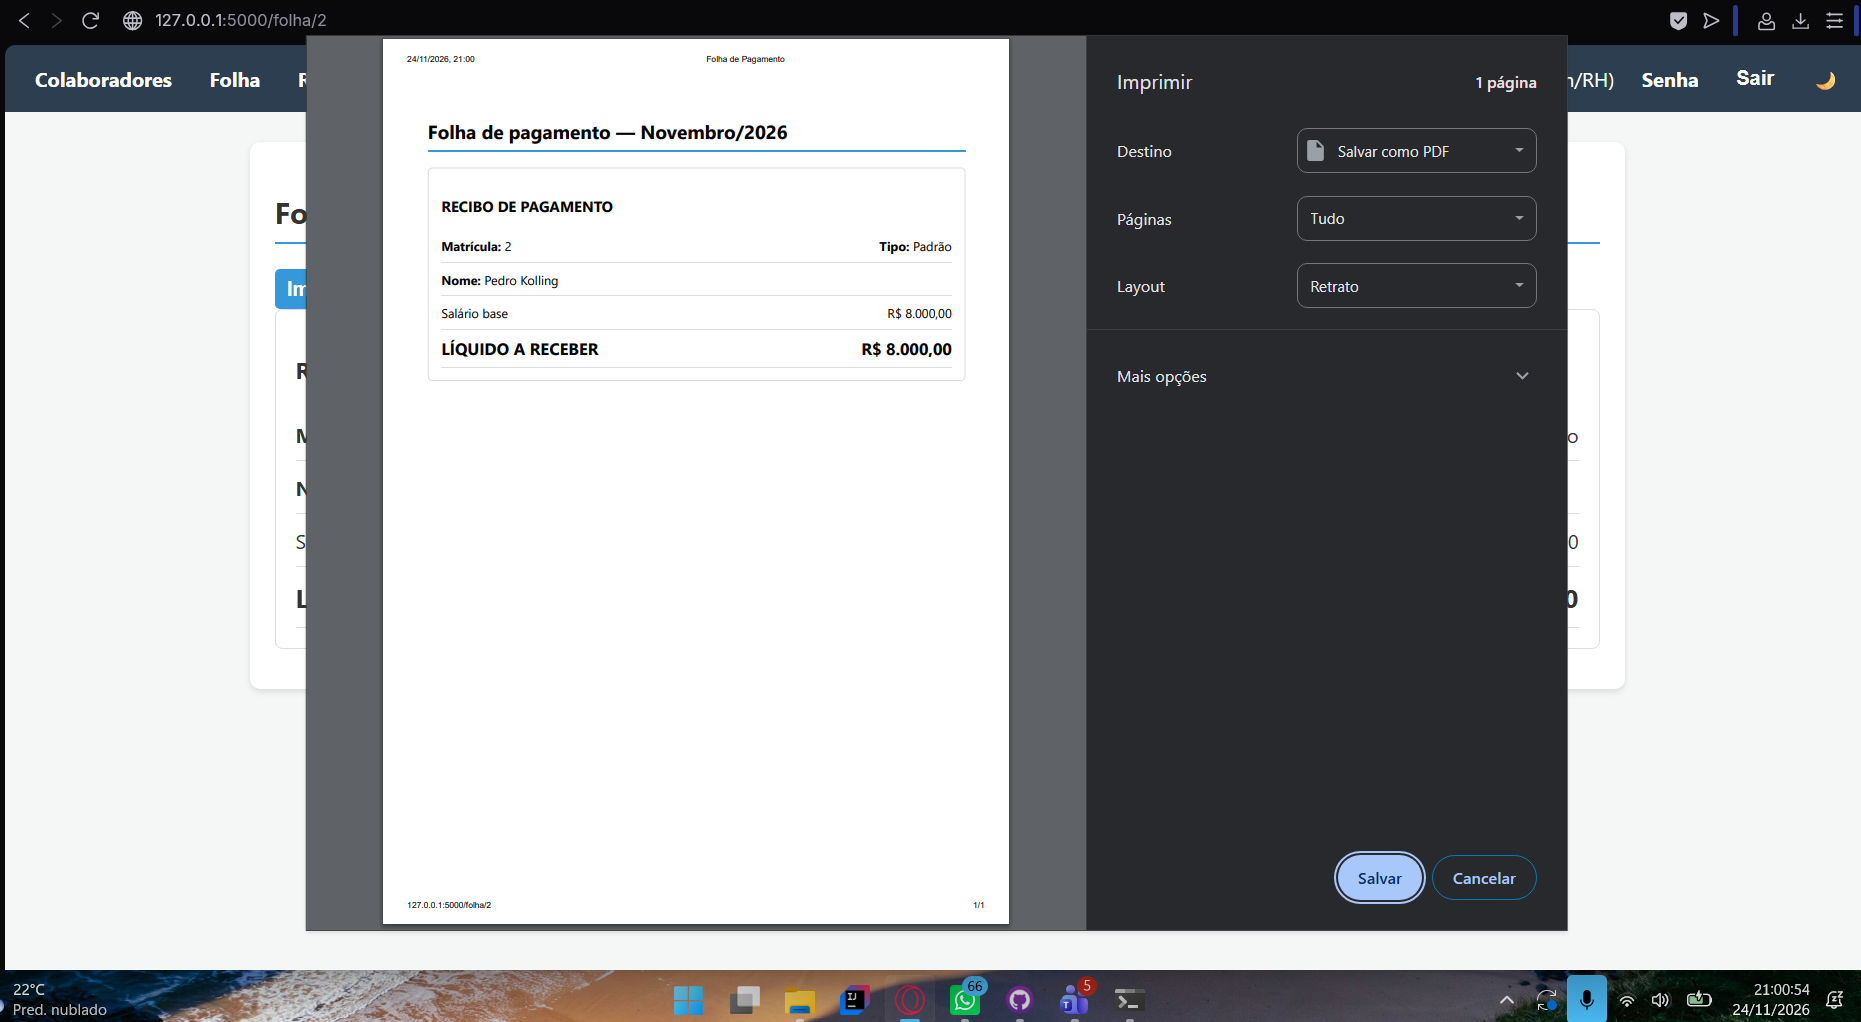 127.0.0.1:5000/folha/2
Colaboradores Folha
n/RH) Senha Sair
24/11/2026, 21:00 Folha de Pagamento
Folha de pagamento — Novembro/2026
RECIBO DE PAGAMENTO
Matrícula: 2 Tipo: Padrão
Nome: Pedro Kolling
Salário base R$ 8.000,00
LÍQUIDO A RECEBER R$ 8.000,00
127.0.0.1:5000/folha/2 1/1
Imprimir 1 página
Destino Salvar como PDF
Páginas Tudo
Layout Retrato
Mais opções
Salvar Cancelar
Fo
Im
22°C
Pred. nublado
66
5
21:00:54
24/11/2026